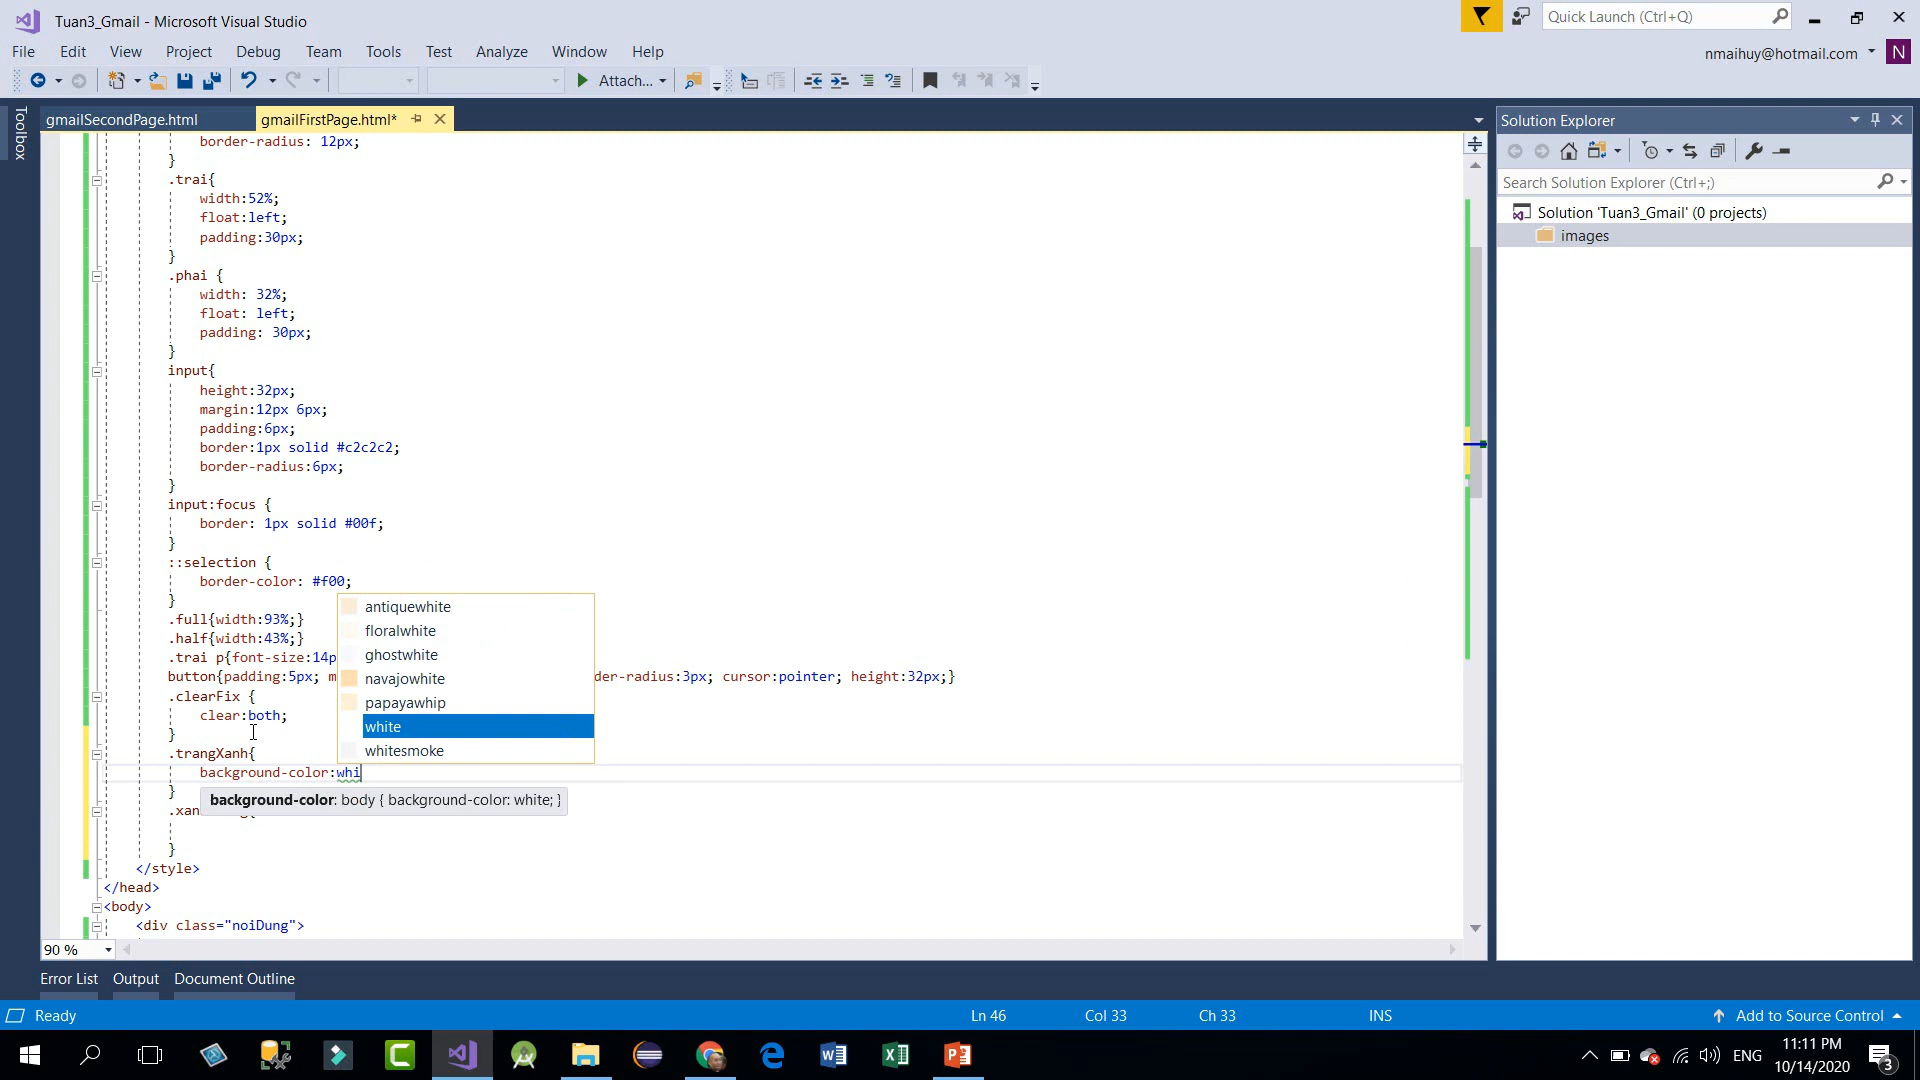 Tuan3_Gmail - Microsoft Visual Studio
Quick Launch (Ctrl+Q)
File Edit View Project Debug Team Tools Test Analyze Window Help
nmaihuy@hotmail.com N
Attach...
Toolbox
gmailSecondPage.html gmailFirstPage.html*
Solution Explorer
Search Solution Explorer (Ctrl+;)
Solution 'Tuan3_Gmail' (0 projects)
images
border-radius: 12px;
}
.trai{
width:52%;
float:left;
padding:30px;
}
.phai {
width: 32%;
float: left;
padding: 30px;
}
input{
height:32px;
margin:12px 6px;
padding:6px;
border:1px solid #c2c2c2;
border-radius:6px;
}
input:focus {
border: 1px solid #00f;
}
::selection {
border-color: #f00;
}
.full{width:93%;}
.half{width:43%;}
.trai p{font-size:14p
button{padding:5px; m der-radius:3px; cursor:pointer; height:32px;}
.clearFix {
clear:both;
}
.trangXanh{
background-color:whi
}
.xan
}
</style>
</head>
<body>
<div class="noiDung">
antiquewhite
floralwhite
ghostwhite
navajowhite
papayawhip
white
whitesmoke
background-color: body { background-color: white; }
90 %
Error List Output Document Outline
Ready Ln 46 Col 33 Ch 33 INS Add to Source Control
ENG
11:11 PM
10/14/2020
3